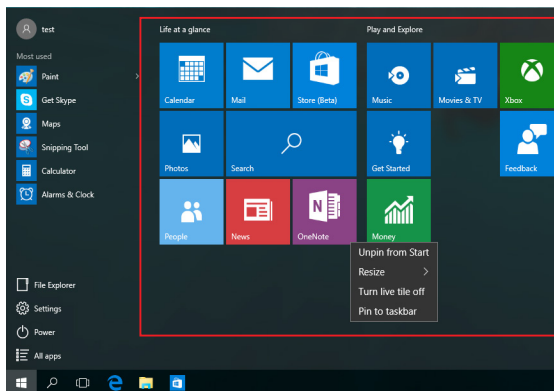 test
Most used
Paint
Get Skype
Maps
Snipping Tool
Calculator
Alarms & Clock
File Explorer
Settings
Power
All apps
Life at a glance
Calendar
Mail
Store (Beta)
Photos
Search
People
News
OneNote
Play and Explore
Music
Movies & TV
Xbox
Get Started
Feedback
Money
Unpin from Start
Resize
Turn live tile off
Pin to taskbar